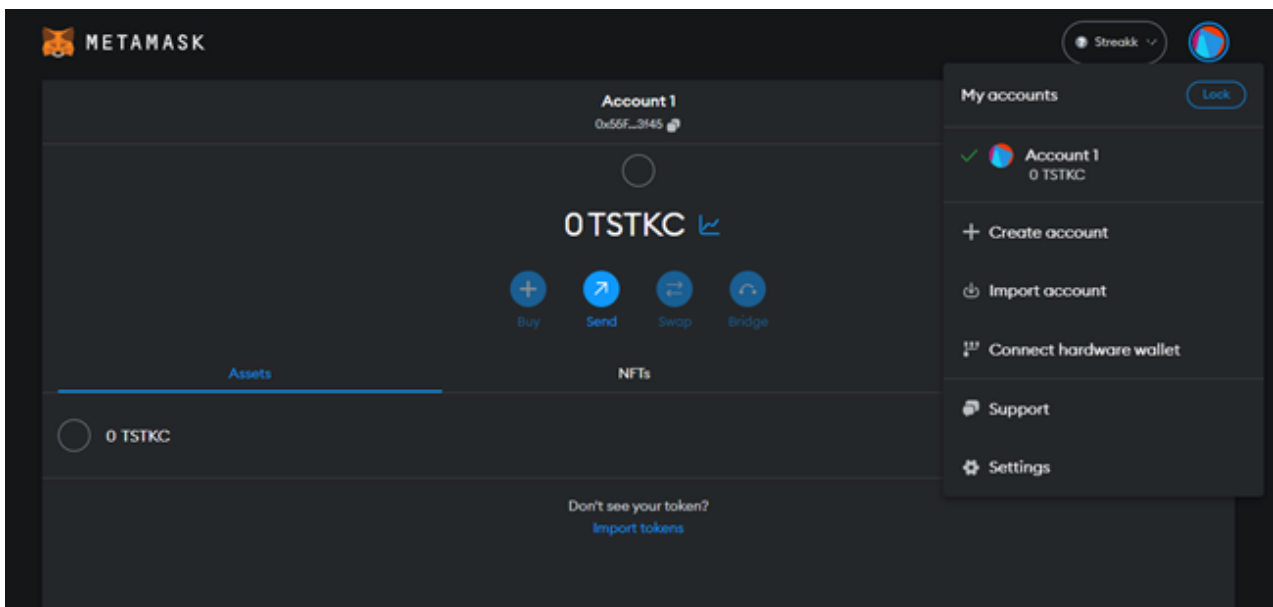 METAMASK
Streakk
Account 1
0x56F...3f45
My accounts
Lock
Account 1
0 TSTKC
0 TSTKC
Buy
Send
Swap
Bridge
Create account
Import account
Connect hardware wallet
Support
Settings
Assets
NFTs
0 TSTKC
Don't see your token?
Import tokens